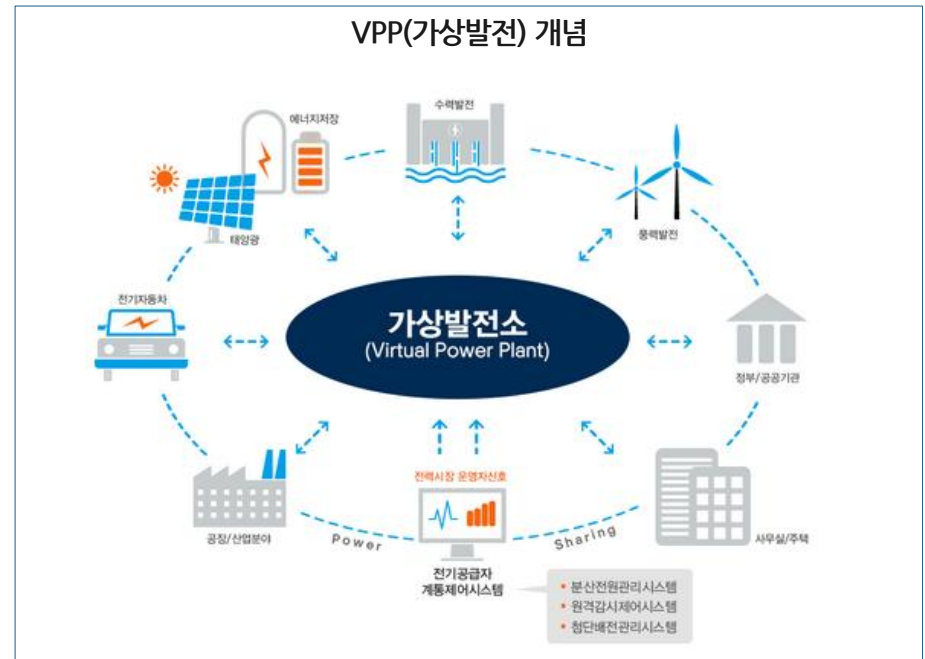 VPP(가상발전) 개념
수력발전
에너지저장
태양광
풍력발전
전기자동차
가상발전소
(Virtual Power Plant)
정부/공공기관
전력시장 운영자신호
공장/산업분야
Power
Sharing
사무실/주택
전기공급자
계통제어시스템
• 분산전원관리시스템
• 원격감시제어시스템
• 첨단배전관리시스템